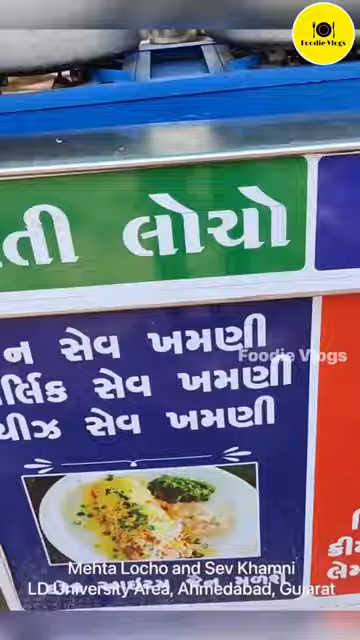 Foodie Vlogs
તી લોચો
ન સેવ ખમણી
ર્લિક સેવ ખમણી
Foodie Vlogs
ચીઝ સેવ ખમણી
Mehta Locho and Sev Khamni
LD University Area, Ahmedabad, Gujarat